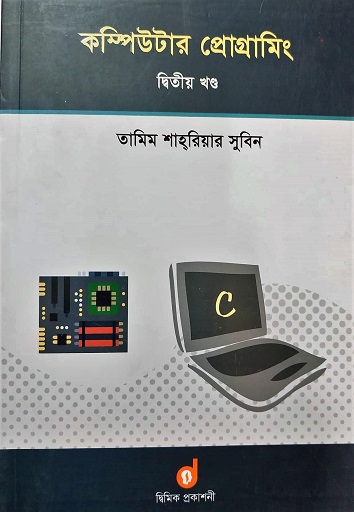 কম্পিউটার প্রোগ্রামিং
দ্বিতীয় খণ্ড
তামিম শাহ্‌রিয়ার সুবিন
C
দ্বিমিক প্রকাশনী